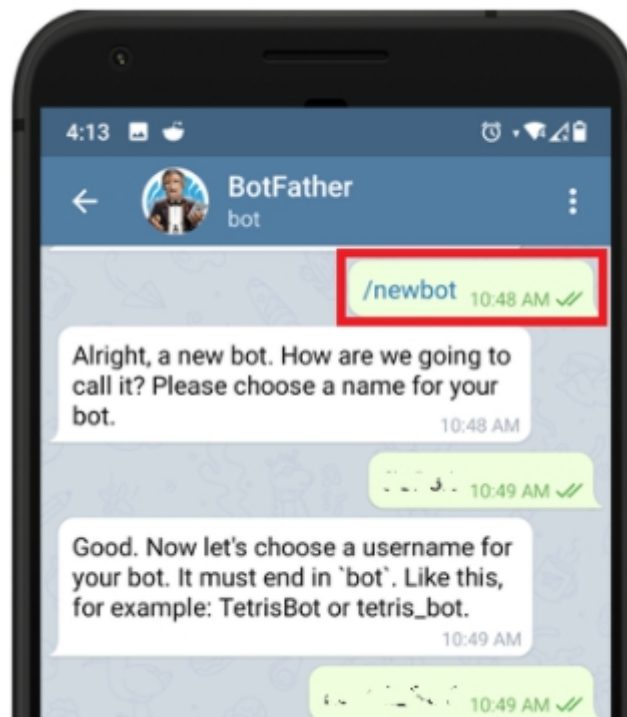 4:13
BotFather
bot
/newbot 10:48 AM
Alright, a new bot. How are we going to
call it? Please choose a name for your
bot.
10:48 AM
10:49 AM
Good. Now let's choose a username for
your bot. It must end in `bot`. Like this,
for example: TetrisBot or tetris_bot.
10:49 AM
10:49 AM